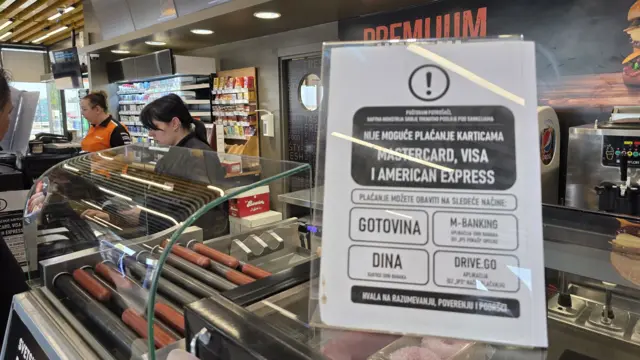 PREMIUM
POŠTOVANI POTROŠAČI,
NIJE MOGUĆE PLAĆANJE KARTICAMA
MASTERCARD, VISA
I AMERICAN EXPRESS
PLAĆANJE MOŽETE OBAVITI NA SLEDEĆE NAČINE:
GOTOVINA
M-BANKING
DINA
DRIVE.GO
APLIKACIJA
HVALA NA RAZUMEVANJU, POVERENJU I PODRŠCI.